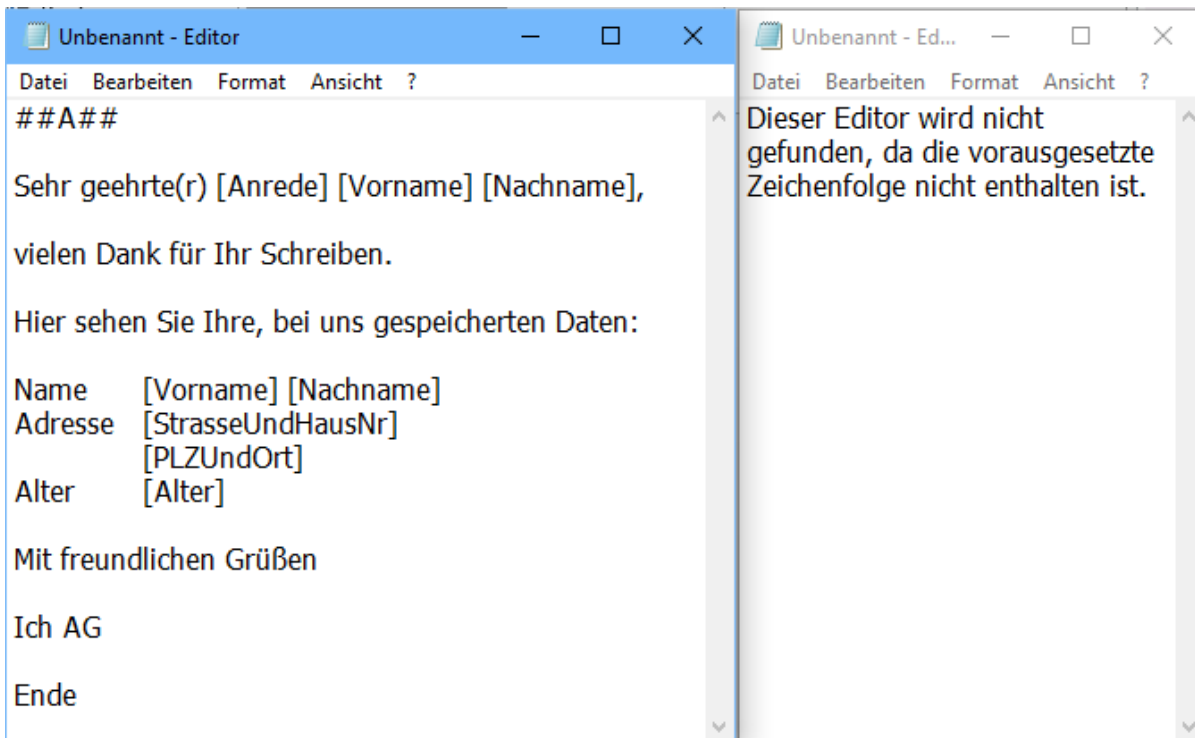 Unbenannt - Editor
Datei Bearbeiten Format Ansicht ?
##A##
Sehr geehrte(r) [Anrede] [Vorname] [Nachname],
vielen Dank für Ihr Schreiben.
Hier sehen Sie Ihre, bei uns gespeicherten Daten:
Name [Vorname] [Nachname]
Adresse [StrasseUndHausNr]
[PLZUndOrt]
Alter [Alter]
Mit freundlichen Grüßen
Ich AG
Ende
Unbenannt - Ed...
Datei Bearbeiten Format Ansicht ?
Dieser Editor wird nicht
gefunden, da die vorausgesetzte
Zeichenfolge nicht enthalten ist.